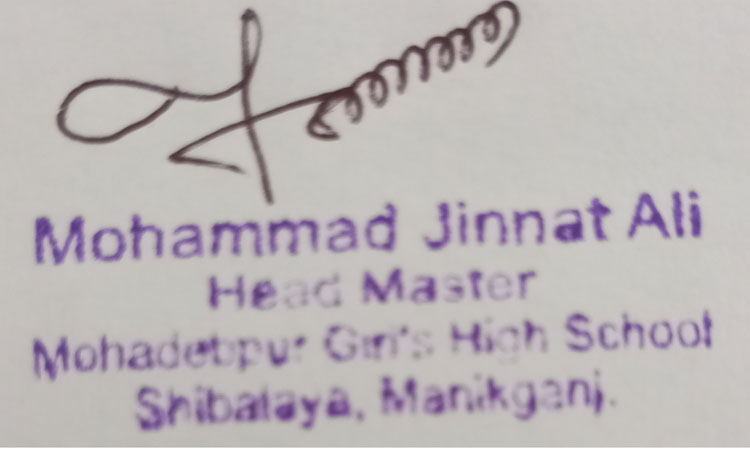 Mohammad Jinnat Ali
Head Master
Mohadebpur Girl's High School
Shibalaya, Manikganj.